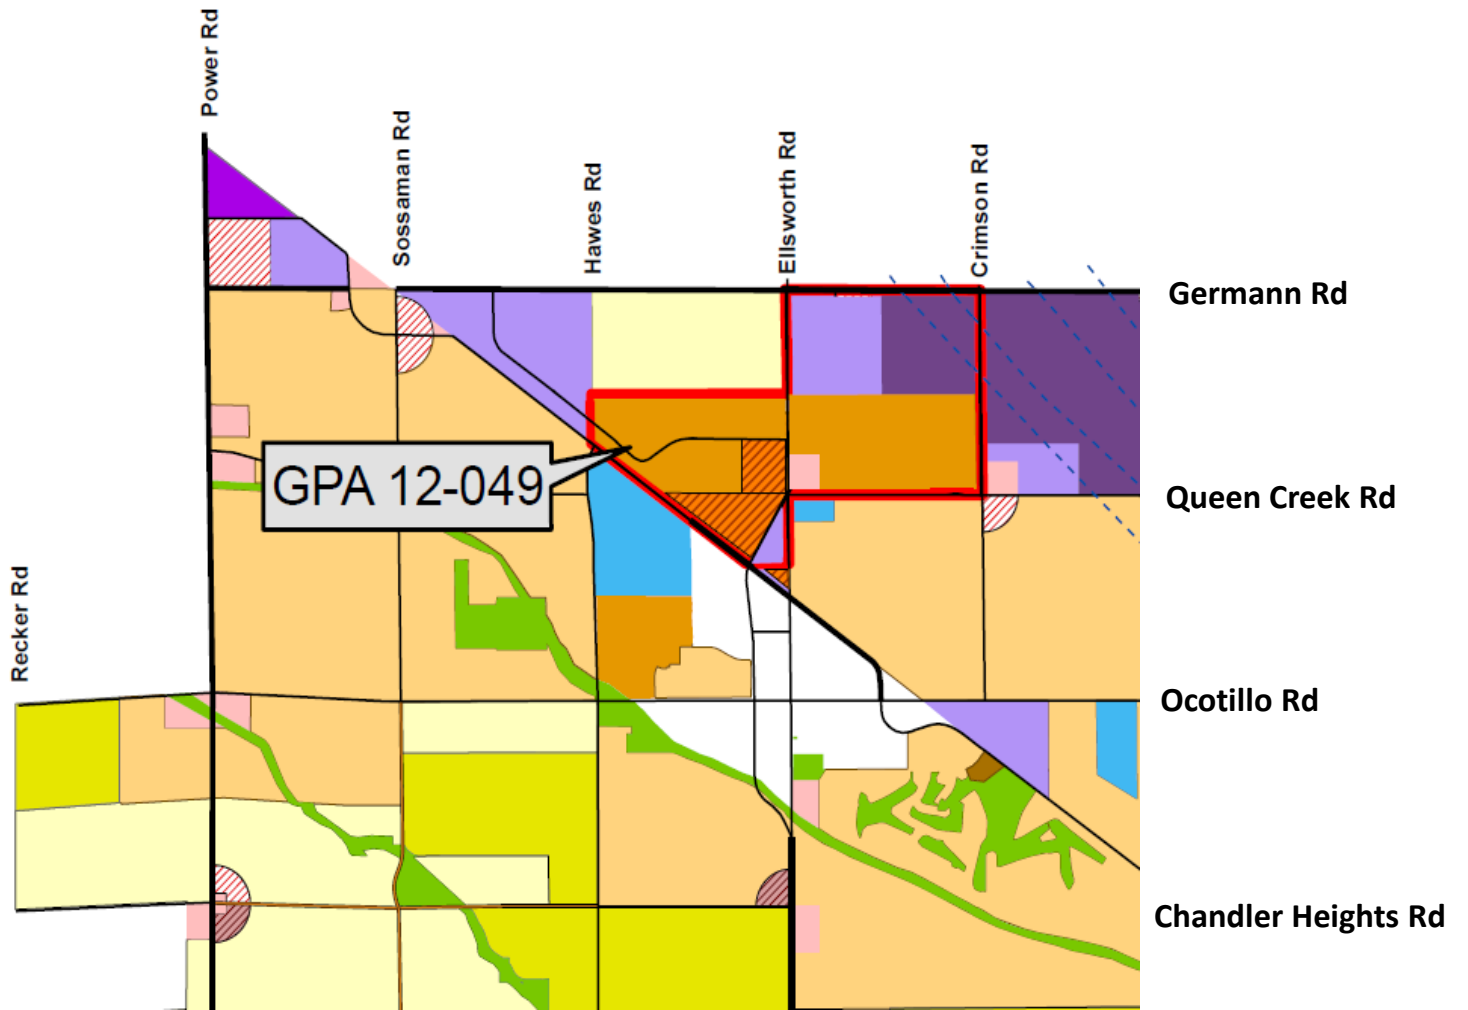 Power Rd
Sossaman Rd
Hawes Rd
Ellsworth Rd
Crimson Rd
Germann Rd
GPA 12-049
Queen Creek Rd
Recker Rd
Ocotillo Rd
Chandler Heights Rd